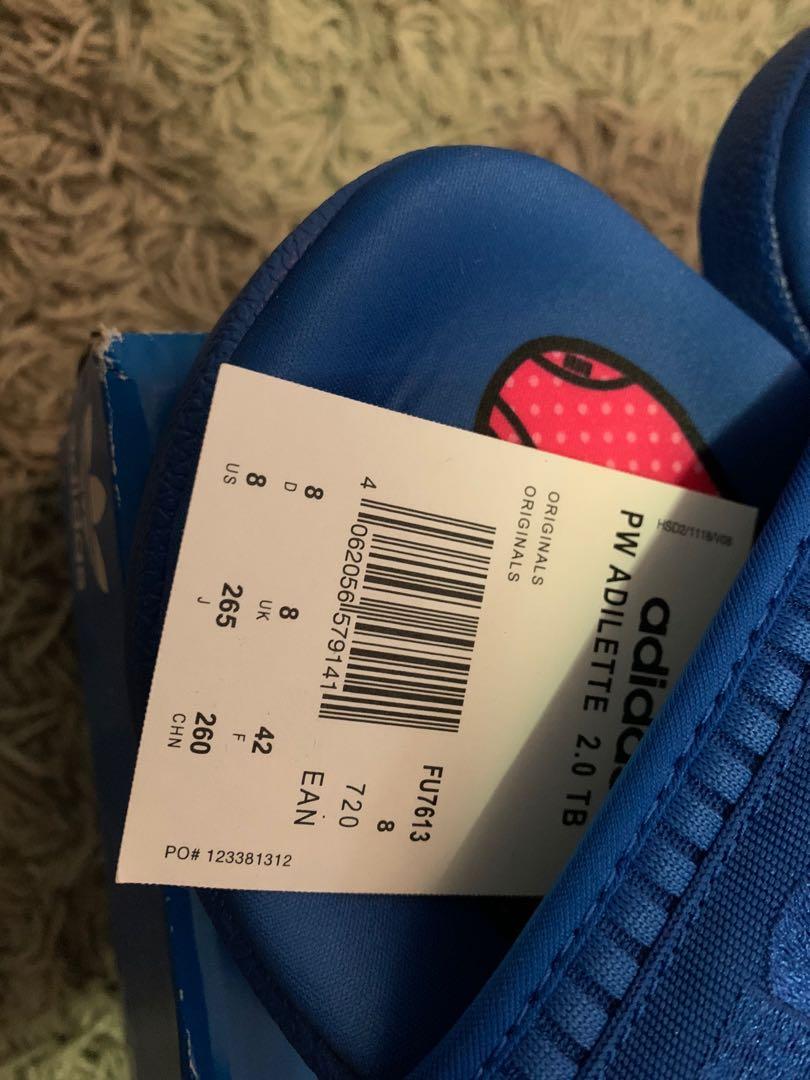 HSD2/1118/V08
adidas
PW ADILETTE 2.0 TB
ORIGINALS
ORIGINALS
FU7613
8
720
EAN
4 062056 579141
8 8 42
D UK F
8 265 260
US J CHN
PO# 123381312